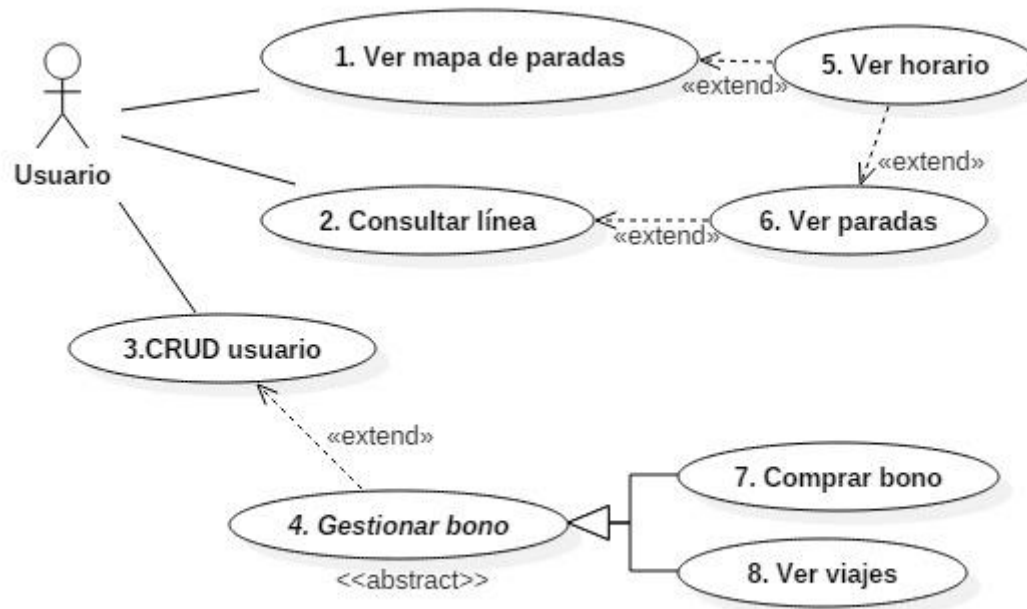 1. Ver mapa de paradas
5. Ver horario
«extend»
Usuario
«extend»
2. Consultar línea
6. Ver paradas
«extend»
3.CRUD usuario
«extend»
7. Comprar bono
4. Gestionar bono
<<abstract>>
8. Ver viajes